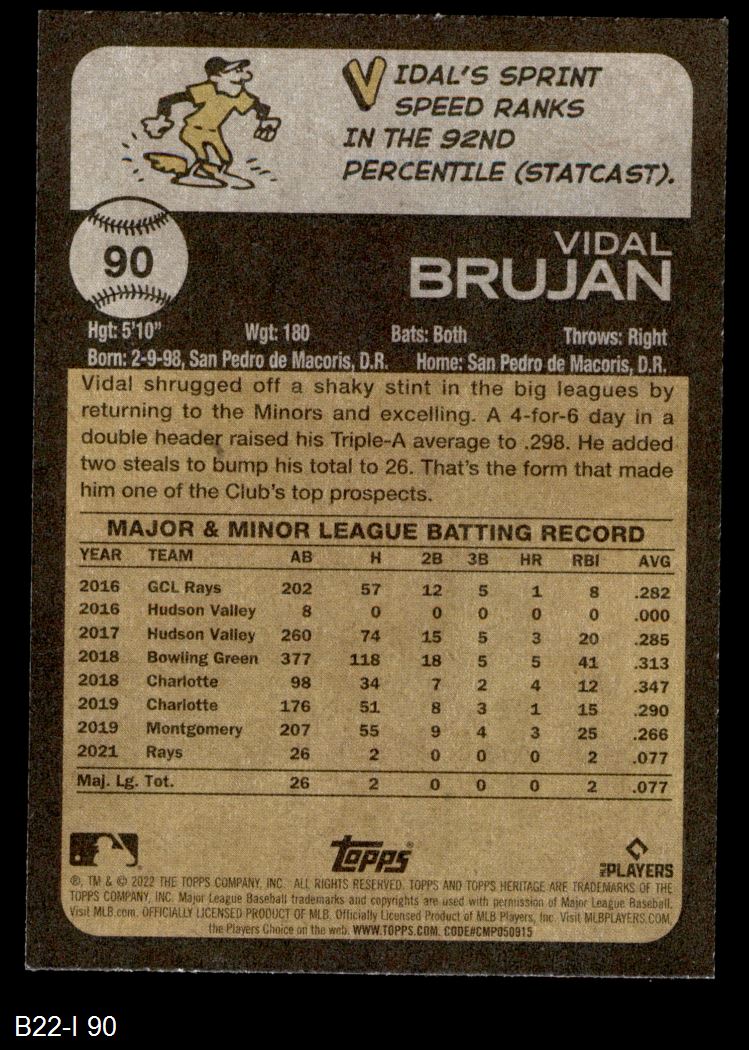 VIDAL'S SPRINT
SPEED RANKS
IN THE 92ND
PERCENTILE (STATCAST).
90
VIDAL
BRUJAN
Hgt: 5'10" Wgt: 180 Bats: Both Throws: Right
Born: 2-9-98, San Pedro de Macoris, D.R. Home: San Pedro de Macoris, D.R.
Vidal shrugged off a shaky stint in the big leagues by
returning to the Minors and excelling. A 4-for-6 day in a
double header raised his Triple-A average to .298. He added
two steals to bump his total to 26. That's the form that made
him one of the Club's top prospects.
MAJOR & MINOR LEAGUE BATTING RECORD
YEAR TEAM AB H 2B 3B HR RBI AVG
2016 GCL Rays 202 57 12 5 1 8 .282
2016 Hudson Valley 8 0 0 0 0 0 .000
2017 Hudson Valley 260 74 15 5 3 20 .285
2018 Bowling Green 377 118 18 5 5 41 .313
2018 Charlotte 98 34 7 2 4 12 .347
2019 Charlotte 176 51 8 3 1 15 .290
2019 Montgomery 207 55 9 4 3 25 .266
2021 Rays 26 2 0 0 0 2 .077
Maj. Lg. Tot. 26 2 0 0 0 2 .077
Topps
MLB PLAYERS
®, TM & © 2022 THE TOPPS COMPANY, INC. ALL RIGHTS RESERVED. TOPPS AND TOPPS HERITAGE ARE TRADEMARKS OF THE
TOPPS COMPANY, INC. Major League Baseball trademarks and copyrights are used with permission of Major League Baseball.
Visit MLB.com. OFFICIALLY LICENSED PRODUCT OF MLB. Officially Licensed Product of MLB Players, Inc. Visit MLBPLAYERS.COM,
the Players Choice on the web. WWW.TOPPS.COM. CODE#CMP050915
B22-I 90